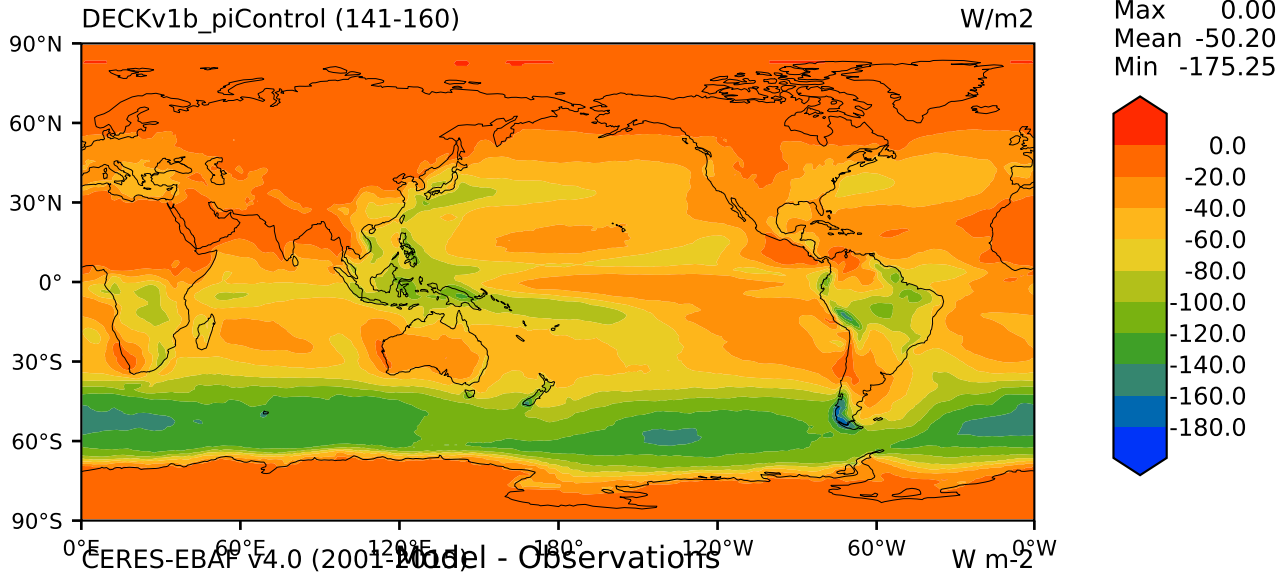 DECKv1b_piControl (141-160)
W/m2
Max 0.00
Mean -50.20
Min -175.25
90°N
60°N
30°N
0°
30°S
60°S
90°S
0°E 60°E 120°E 180° 120°W 60°W 0°W
0.0
-20.0
-40.0
-60.0
-80.0
-100.0
-120.0
-140.0
-160.0
-180.0
CERES-EBAF v4.0 (2001-
Model - Observations
W m-2